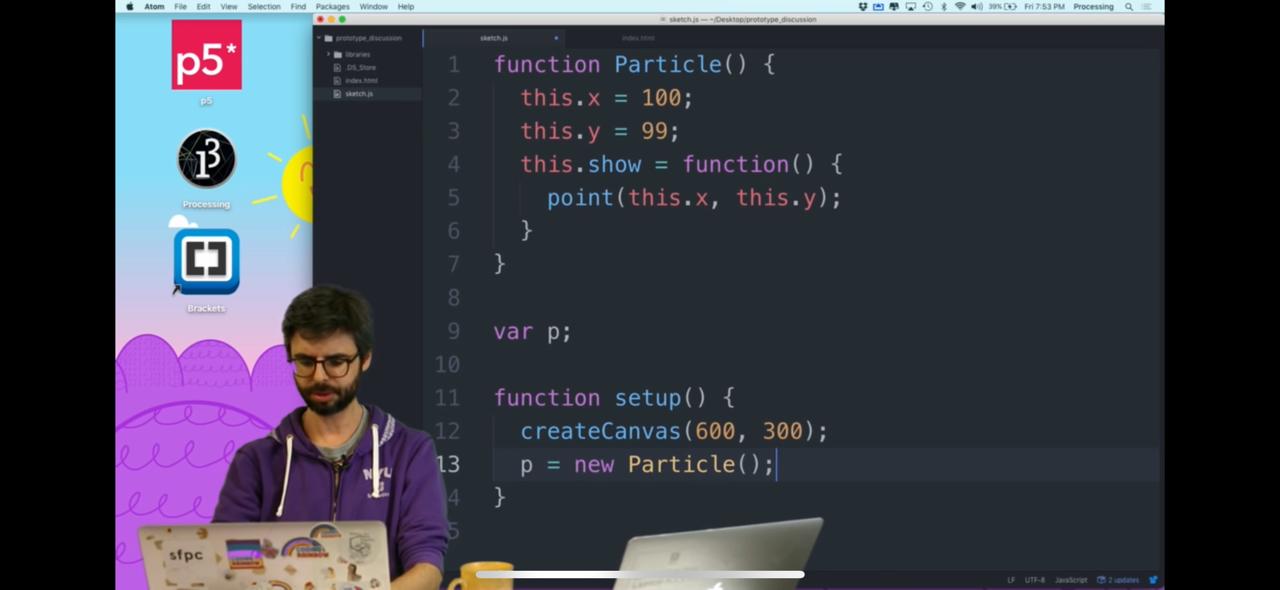 Atom File Edit View Selection Find Packages Window Help
39% Fri 7:53 PM Processing
sketch.js — ~/Desktop/prototype_discussion
p5*
p5
Processing
Brackets
prototype_discussion
libraries
.DS_Store
index.html
sketch.js
sketch.js index.html
1 function Particle() {
2 this.x = 100;
3 this.y = 99;
4 this.show = function() {
5 point(this.x, this.y);
6 }
7 }
8
9 var p;
10
11 function setup() {
12 createCanvas(600, 300);
13 p = new Particle();
4 }
5
NYU
sfpc
LF UTF-8 JavaScript 2 updates